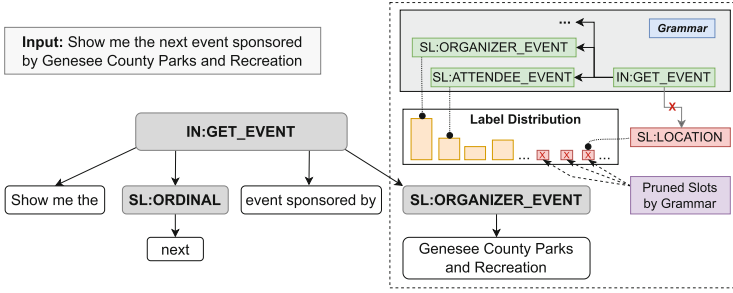 Input: Show me the next event sponsored
by Genesee County Parks and Recreation
IN:GET_EVENT
Show me the
SL:ORDINAL
event sponsored by
SL:ORGANIZER_EVENT
next
Genesee County Parks
and Recreation
...
Grammar
SL:ORGANIZER_EVENT
SL:ATTENDEE_EVENT
IN:GET_EVENT
X
Label Distribution
SL:LOCATION
...
X
X
X
...
Pruned Slots
by Grammar